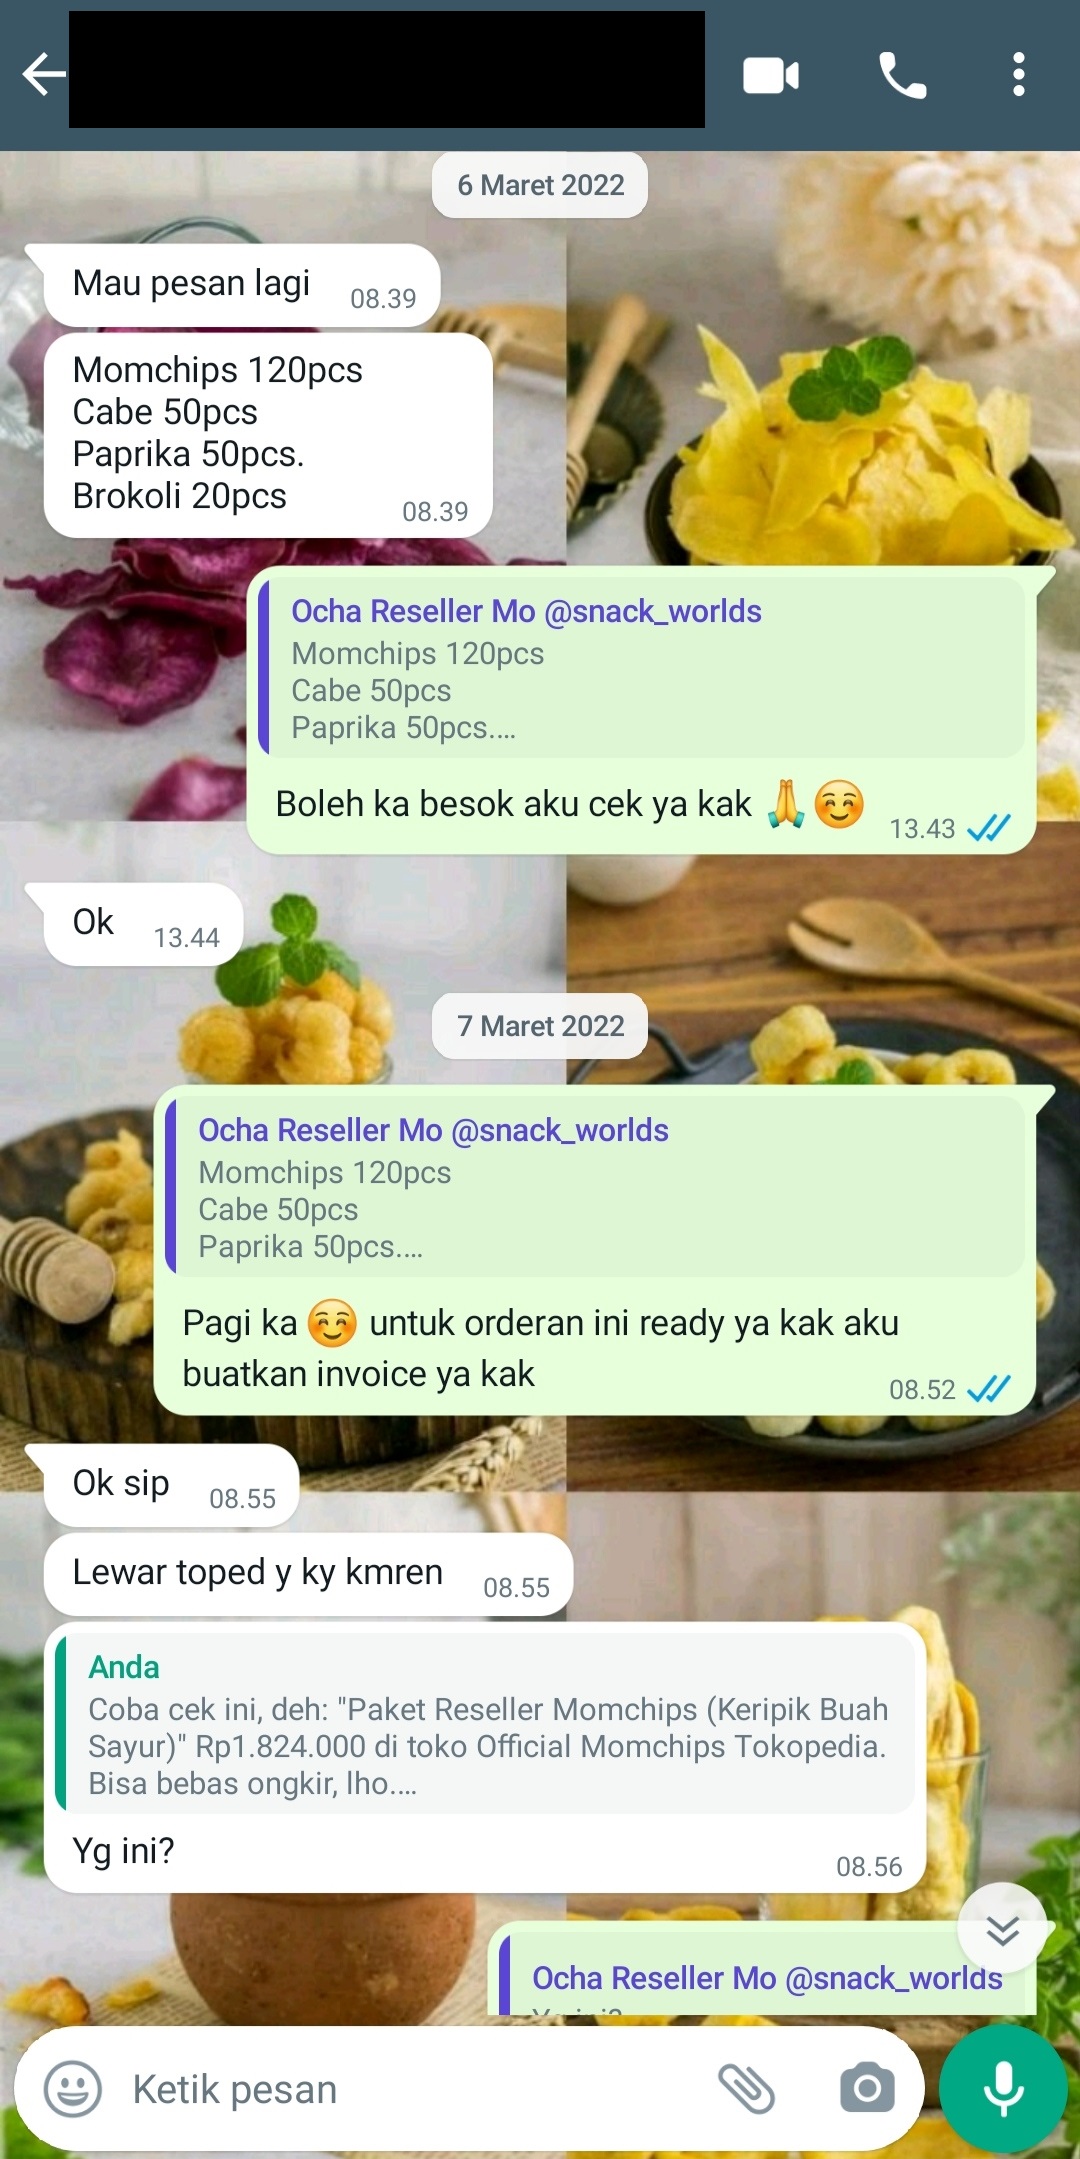 6 Maret 2022
Mau pesan lagi
08.39
Momchips 120pcs
Cabe 50pcs
Paprika 50pcs.
Brokoli 20pcs
08.39
Ocha Reseller Mo @snack_worlds
Momchips 120pcs
Cabe 50pcs
Paprika 50pcs....
Boleh ka besok aku cek ya kak 🙏☺️
13.43
Ok
13.44
7 Maret 2022
Ocha Reseller Mo @snack_worlds
Momchips 120pcs
Cabe 50pcs
Paprika 50pcs....
Pagi ka ☺️ untuk orderan ini ready ya kak aku
buatkan invoice ya kak
08.52
Ok sip
08.55
Lewar toped y ky kmren
08.55
Anda
Coba cek ini, deh: "Paket Reseller Momchips (Keripik Buah
Sayur)" Rp1.824.000 di toko Official Momchips Tokopedia.
Bisa bebas ongkir, lho....
Yg ini?
08.56
Ocha Reseller Mo @snack_worlds
Ketik pesan